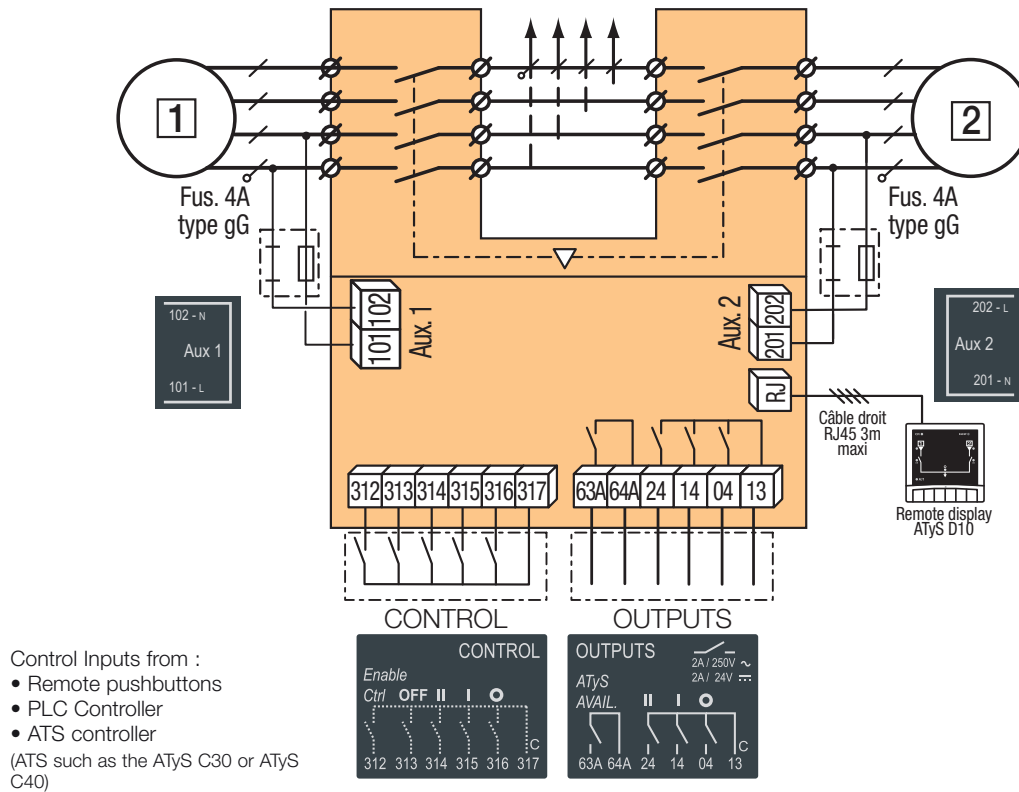 1
2
Fus. 4A
type gG
Fus. 4A
type gG
102
101
Aux. 1
202
201
Aux. 2
102 - N
Aux 1
101 - L
202 - L
Aux 2
201 - N
RJ
Câble droit
RJ45 3m
maxi
Remote display
ATyS D10
312 313 314 315 316 317
63A 64A 24 14 04 13
CONTROL
OUTPUTS
CONTROL
Enable
Ctrl OFF II I O
C
312 313 314 315 316 317
OUTPUTS
2A / 250V ~
2A / 24V ⎓
ATyS
AVAIL. II I O
C
63A 64A 24 14 04 13
Control Inputs from :
• Remote pushbuttons
• PLC Controller
• ATS controller
(ATS such as the ATyS C30 or ATyS
C40)